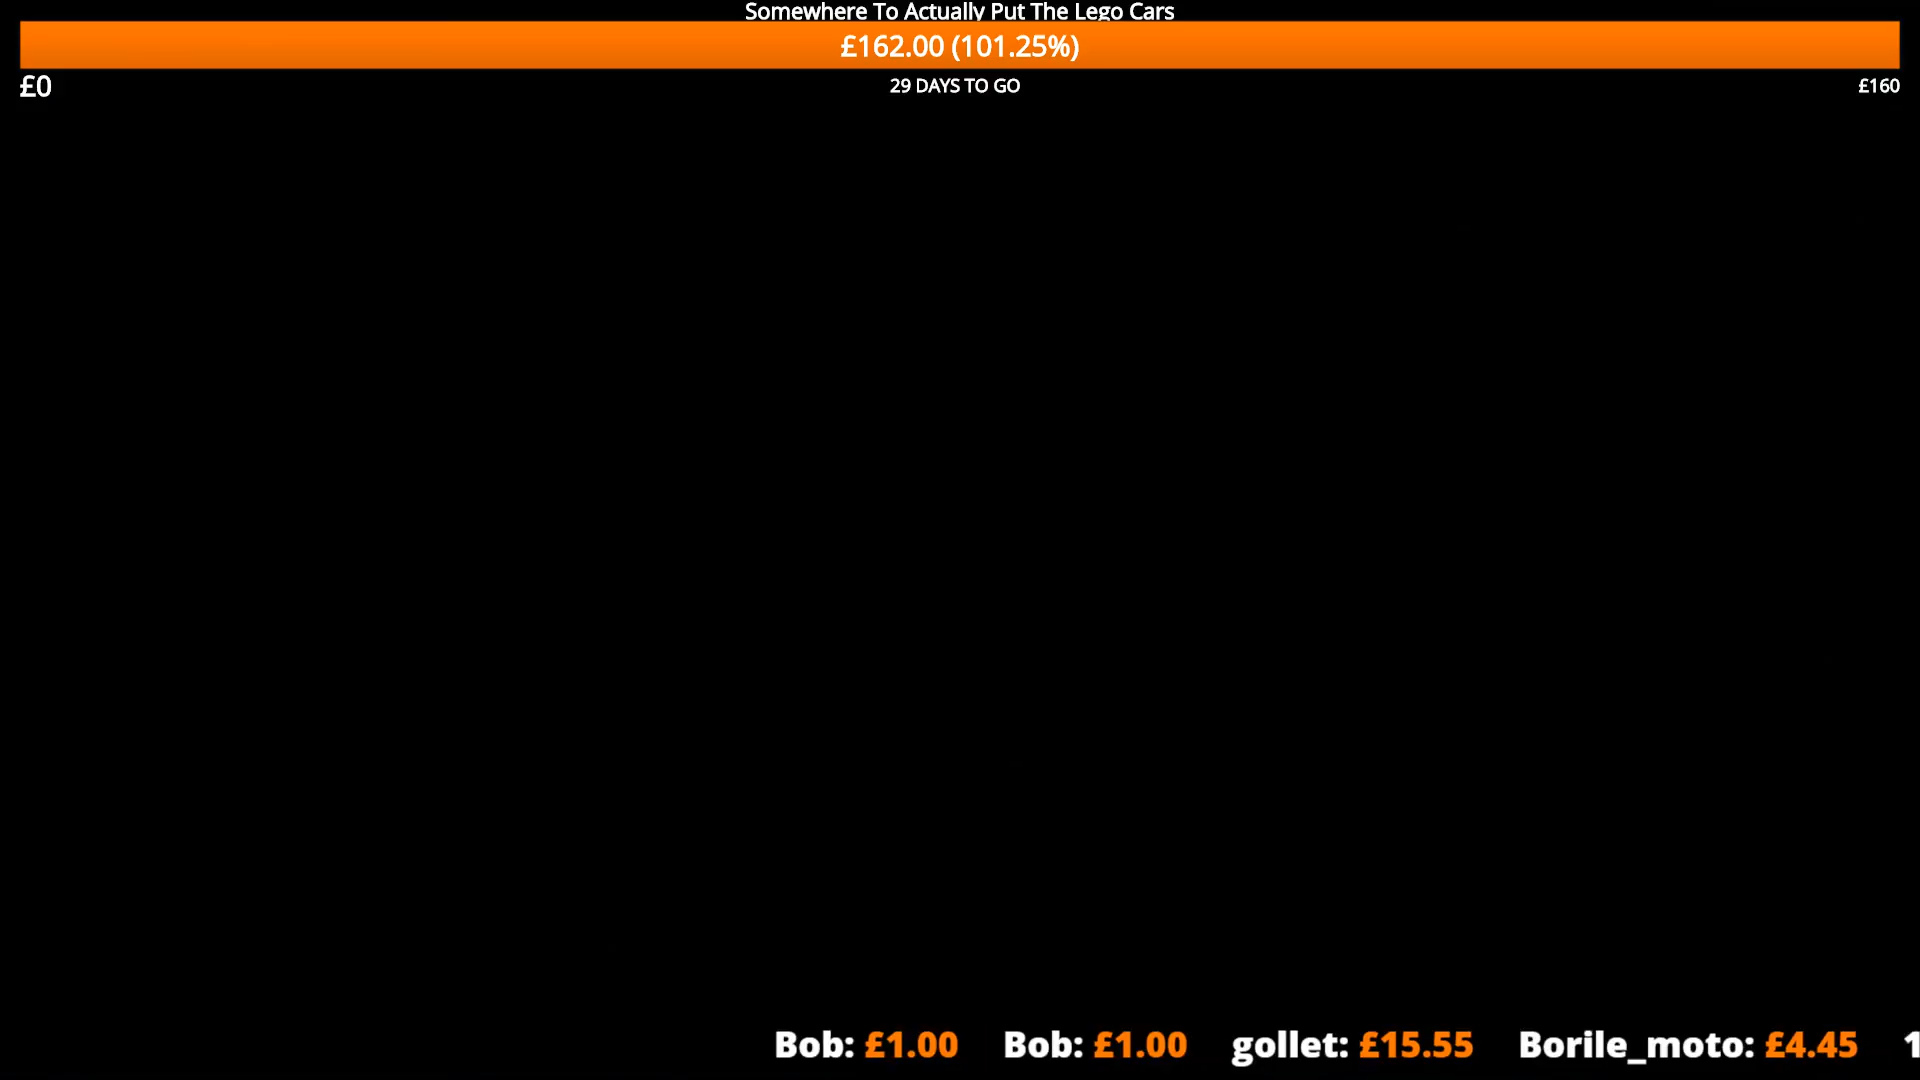 Somewhere To Actually Put The Lego Cars
£162.00 (101.25%)
£0 29 DAYS TO GO £160
Bob: £1.00 Bob: £1.00 gollet: £15.55 Borile_moto: £4.45 1